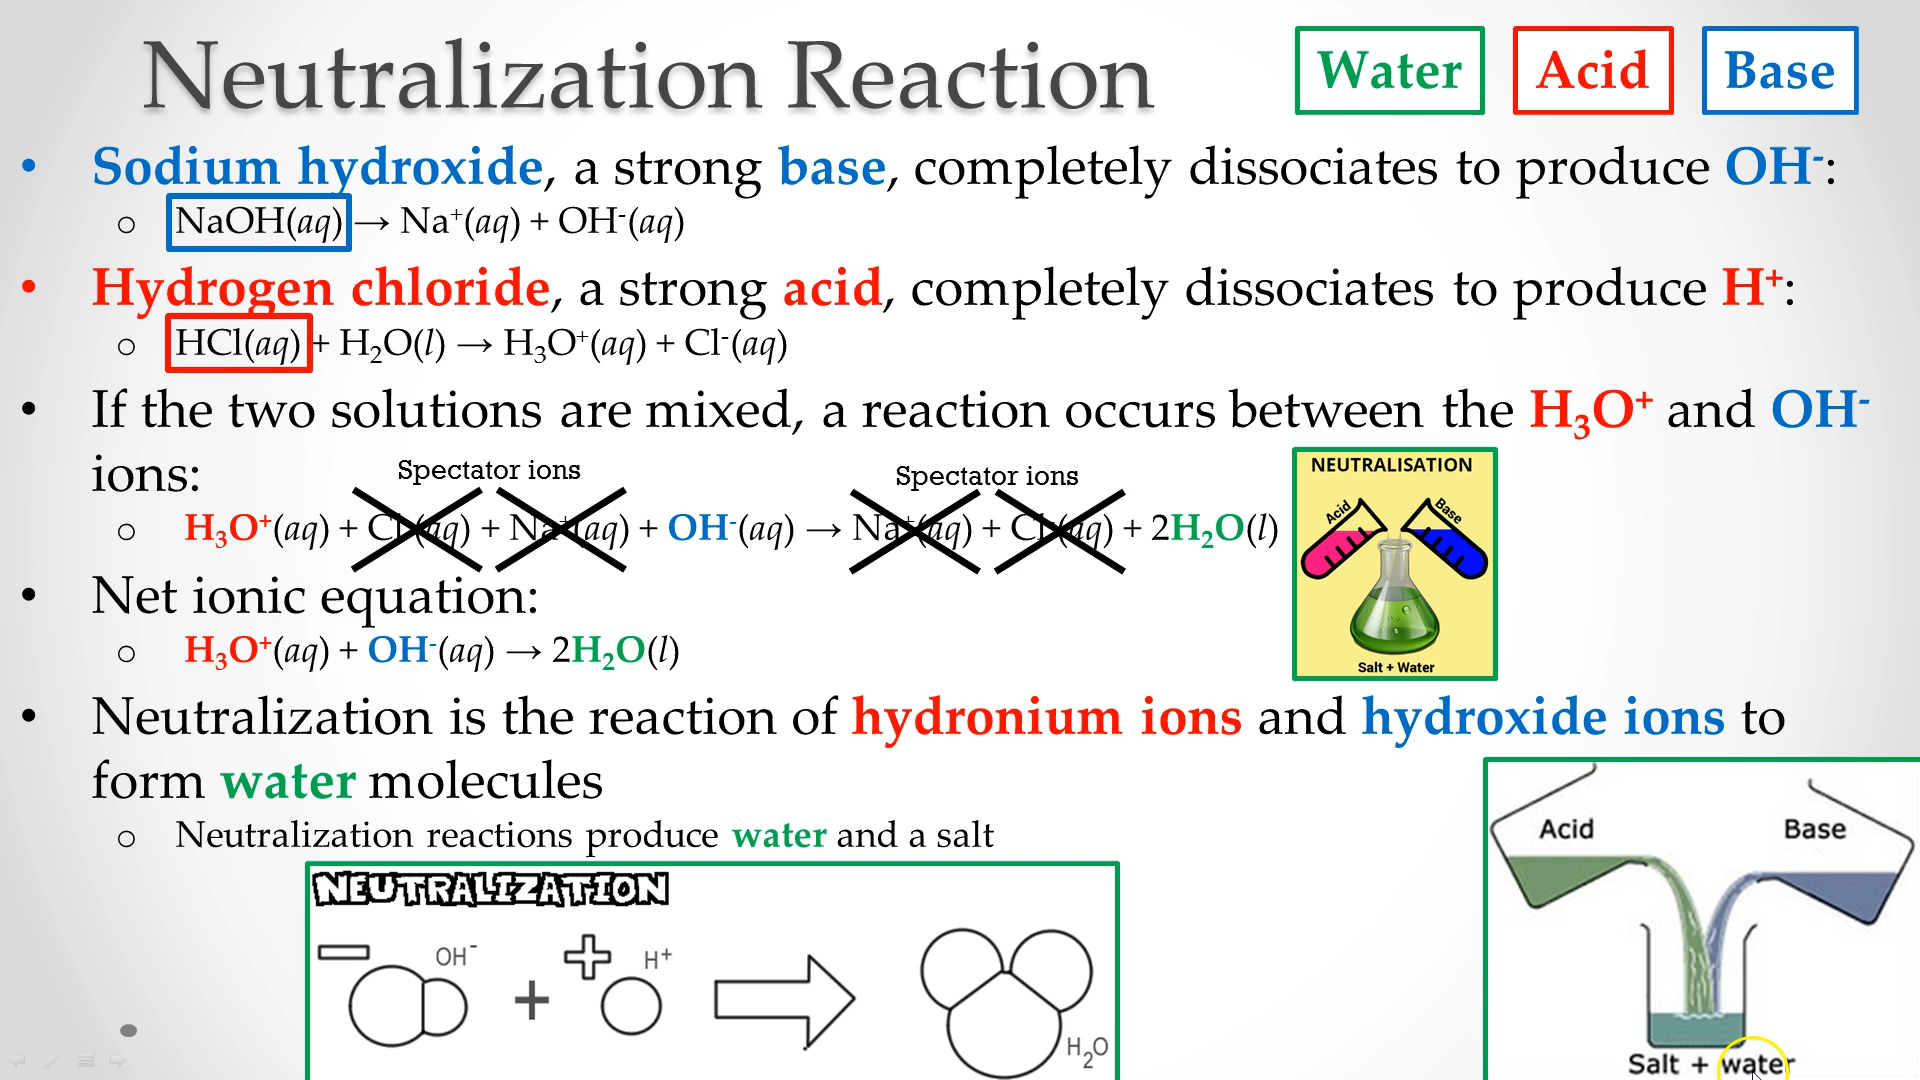 Neutralization Reaction
Water
Acid
Base
• Sodium hydroxide, a strong base, completely dissociates to produce OH⁻:
o NaOH(aq) → Na⁺(aq) + OH⁻(aq)
• Hydrogen chloride, a strong acid, completely dissociates to produce H⁺:
o HCl(aq) + H₂O(l) → H₃O⁺(aq) + Cl⁻(aq)
• If the two solutions are mixed, a reaction occurs between the H₃O⁺ and OH⁻
ions:
Spectator ions
Spectator ions
o H₃O⁺(aq) + Cl⁻(aq) + Na⁺(aq) + OH⁻(aq) → Na⁺(aq) + Cl⁻(aq) + 2H₂O(l)
NEUTRALISATION
Acid
Base
Salt + Water
• Net ionic equation:
o H₃O⁺(aq) + OH⁻(aq) → 2H₂O(l)
• Neutralization is the reaction of hydronium ions and hydroxide ions to
form water molecules
o Neutralization reactions produce water and a salt
NEUTRALIZATION
OH⁻
+
H⁺
H₂O
Acid
Base
Salt + water